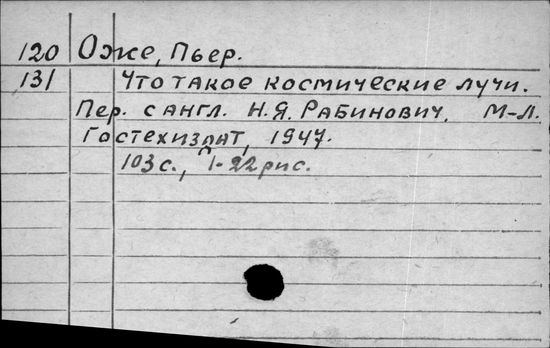 120 Оже, Пьер.
131 Что такое космические лучи.
Пер. с англ. Н.Я. Рабинович. М-Л.
Гостехиздат, 1947.
103 с., 1-22 рис.